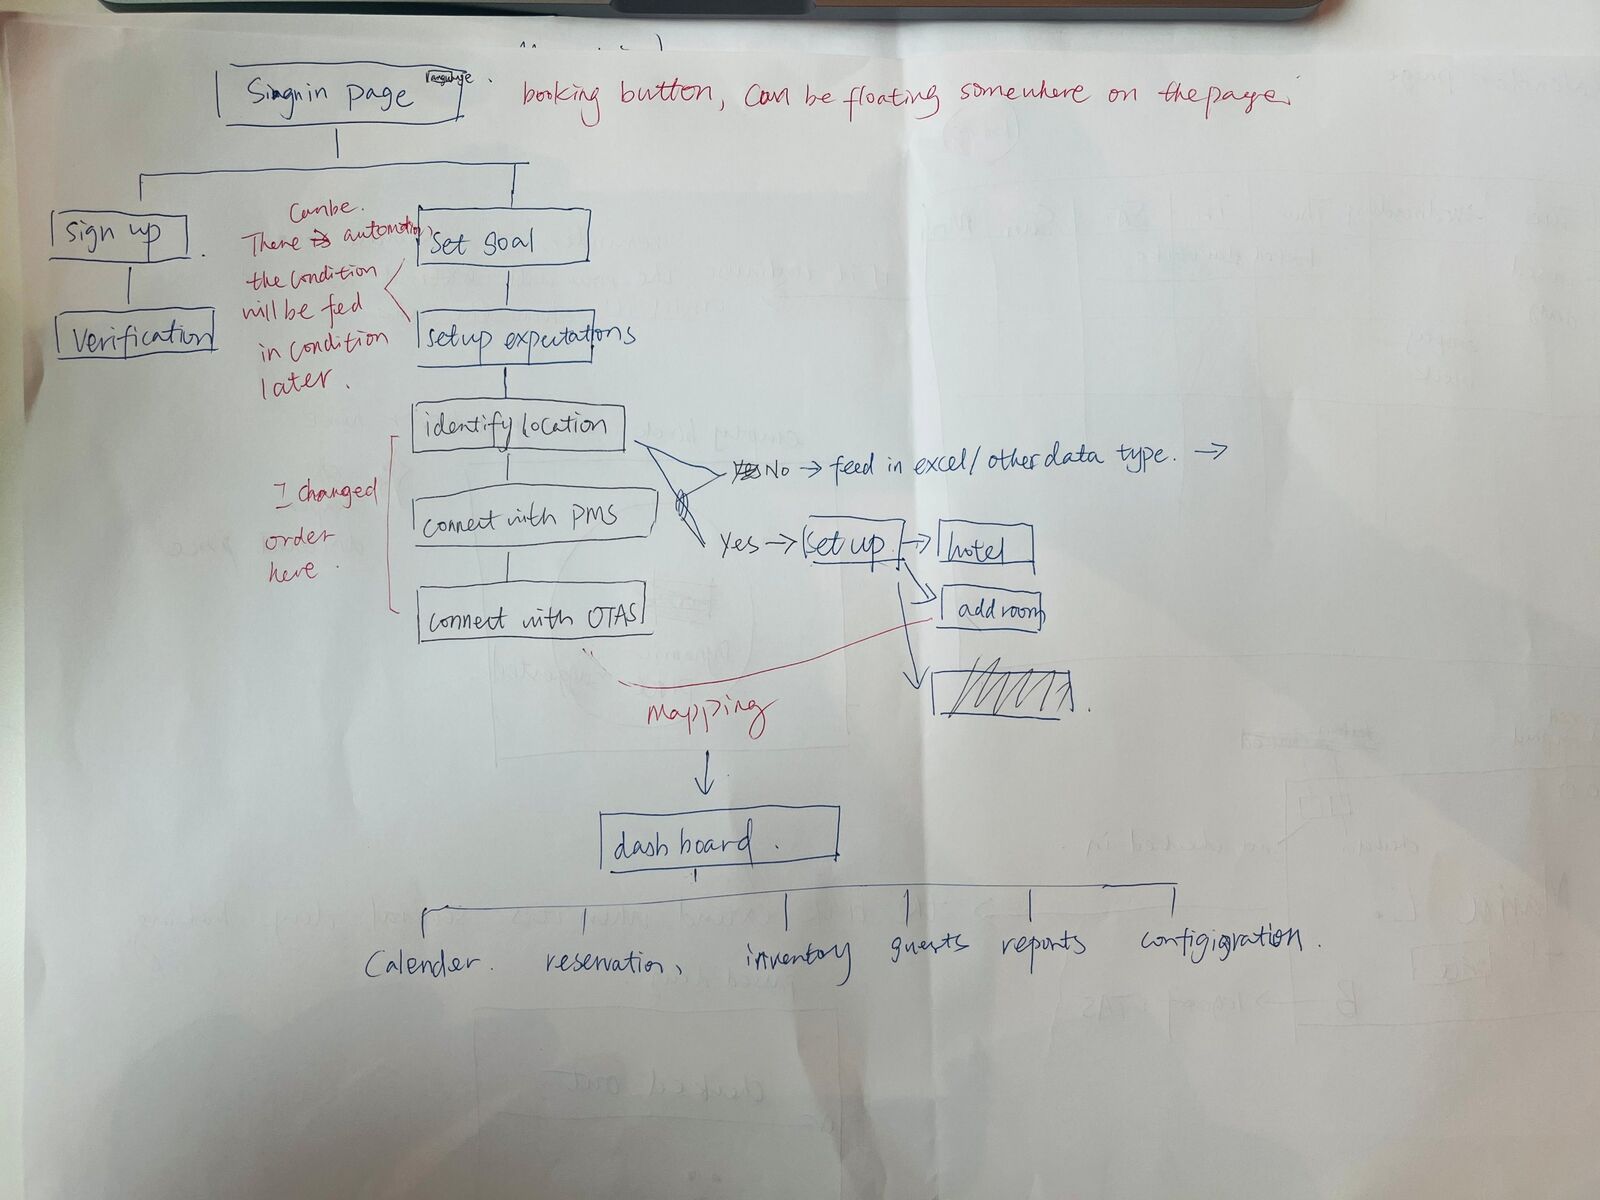 Signin page
language
booking button, can be floating somewhere on the page.
Sign up
Can be.
There automation,
the condition
will be fed
in condition
later.
Set goal
Verification
set up expectations
identify location
I changed
order
here.
No → feed in excel/ other data type. →
connect with PMS
Yes → set up → hotel
connect with OTAS
add room
Mapping
dashboard.
Calender. reservation, inventory guests reports configigration.